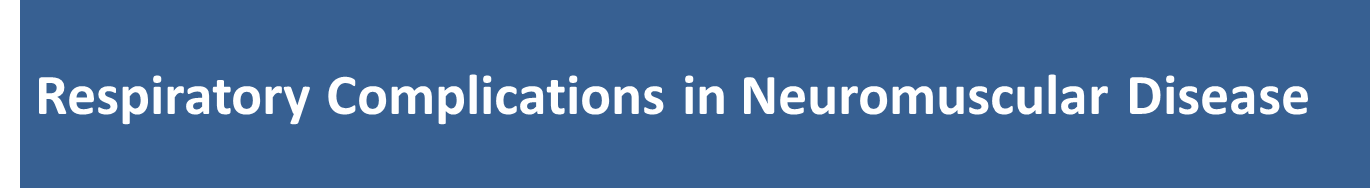 Respiratory Complications in Neuromuscular Disease